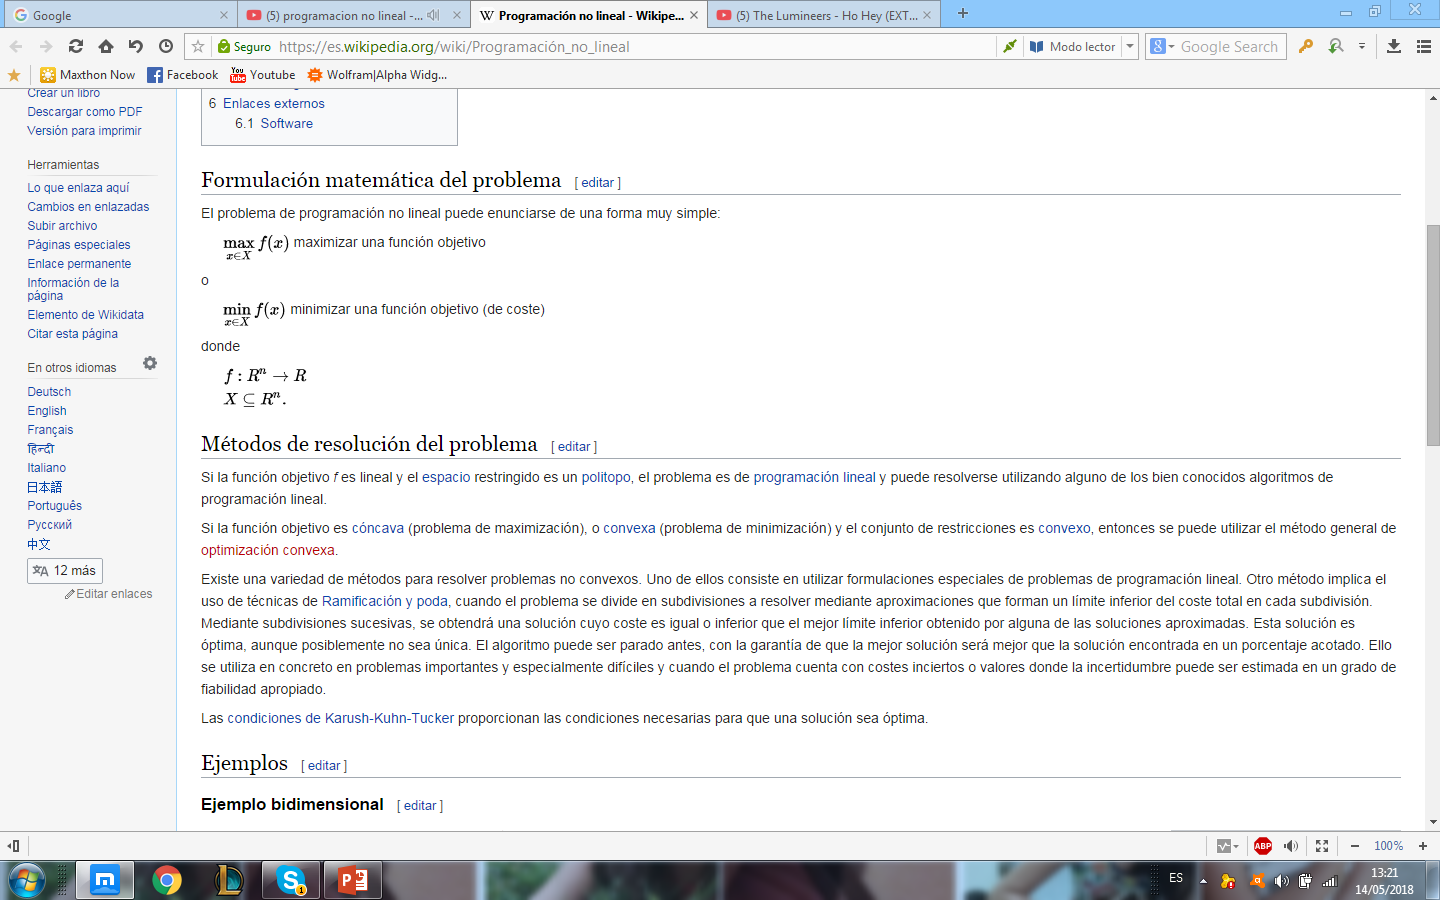 Google
(5) programacion no lineal -...
Programación no lineal - Wikipe...
(5) The Lumineers - Ho Hey (EXT...
Seguro https://es.wikipedia.org/wiki/Programación_no_lineal
Modo lector
Google Search
Maxthon Now
Facebook
Youtube
Wolfram|Alpha Widg...
Crear un libro
Descargar como PDF
Versión para imprimir
Herramientas
Lo que enlaza aquí
Cambios en enlazadas
Subir archivo
Páginas especiales
Enlace permanente
Información de la
página
Elemento de Wikidata
Citar esta página
En otros idiomas
Deutsch
English
Français
हिन्दी
Italiano
日本語
Português
Русский
中文
12 más
Editar enlaces
6 Enlaces externos
6.1 Software
Formulación matemática del problema [ editar ]
El problema de programación no lineal puede enunciarse de una forma muy simple:
max f(x) maximizar una función objetivo
x∈X
o
min f(x) minimizar una función objetivo (de coste)
x∈X
donde
f : Rⁿ → R
X ⊆ Rⁿ.
Métodos de resolución del problema [ editar ]
Si la función objetivo f es lineal y el espacio restringido es un politopo, el problema es de programación lineal y puede resolverse utilizando alguno de los bien conocidos algoritmos de
programación lineal.
Si la función objetivo es cóncava (problema de maximización), o convexa (problema de minimización) y el conjunto de restricciones es convexo, entonces se puede utilizar el método general de
optimización convexa.
Existe una variedad de métodos para resolver problemas no convexos. Uno de ellos consiste en utilizar formulaciones especiales de problemas de programación lineal. Otro método implica el
uso de técnicas de Ramificación y poda, cuando el problema se divide en subdivisiones a resolver mediante aproximaciones que forman un límite inferior del coste total en cada subdivisión.
Mediante subdivisiones sucesivas, se obtendrá una solución cuyo coste es igual o inferior que el mejor límite inferior obtenido por alguna de las soluciones aproximadas. Esta solución es
óptima, aunque posiblemente no sea única. El algoritmo puede ser parado antes, con la garantía de que la mejor solución será mejor que la solución encontrada en un porcentaje acotado. Ello
se utiliza en concreto en problemas importantes y especialmente difíciles y cuando el problema cuenta con costes inciertos o valores donde la incertidumbre puede ser estimada en un grado de
fiabilidad apropiado.
Las condiciones de Karush-Kuhn-Tucker proporcionan las condiciones necesarias para que una solución sea óptima.
Ejemplos [ editar ]
Ejemplo bidimensional [ editar ]
ABP
100%
ES
13:21
14/05/2018